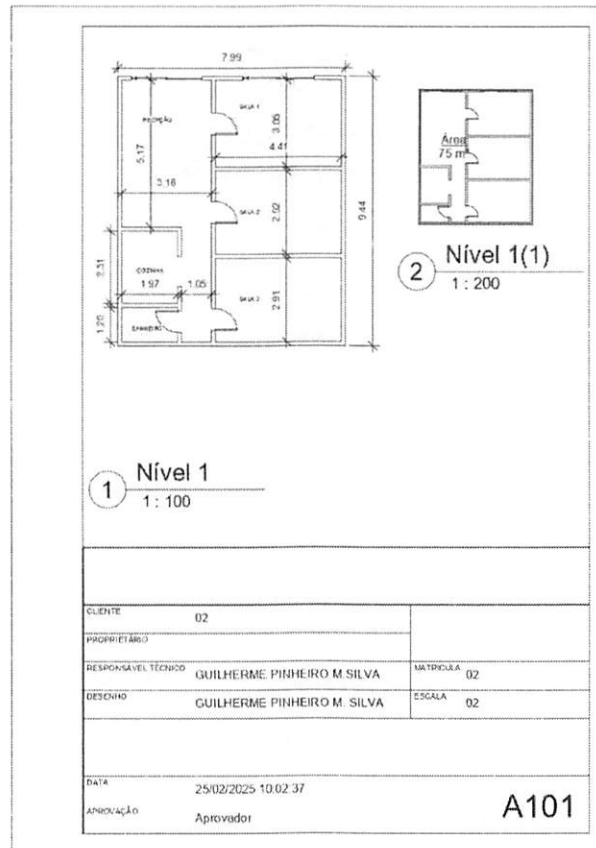 7.99
RECEPÇÃO
SALA 1
3.05
4.41
5.17
3.16
SALA 2
2.92
9.44
2.31
COZINHA
1.97
1.05
SALA 3
2.91
1.20
BANHEIRO
Área
75 m²
2 Nível 1(1)
1 : 200
1 Nível 1
1 : 100
CLIENTE 02
PROPRIETÁRIO
RESPONSÁVEL TÉCNICO GUILHERME PINHEIRO M.SILVA MATRICULA 02
DESENHO GUILHERME PINHEIRO M. SILVA ESCALA 02
DATA 25/02/2025 10:02:37
APROVAÇÃO Aprovador
A101